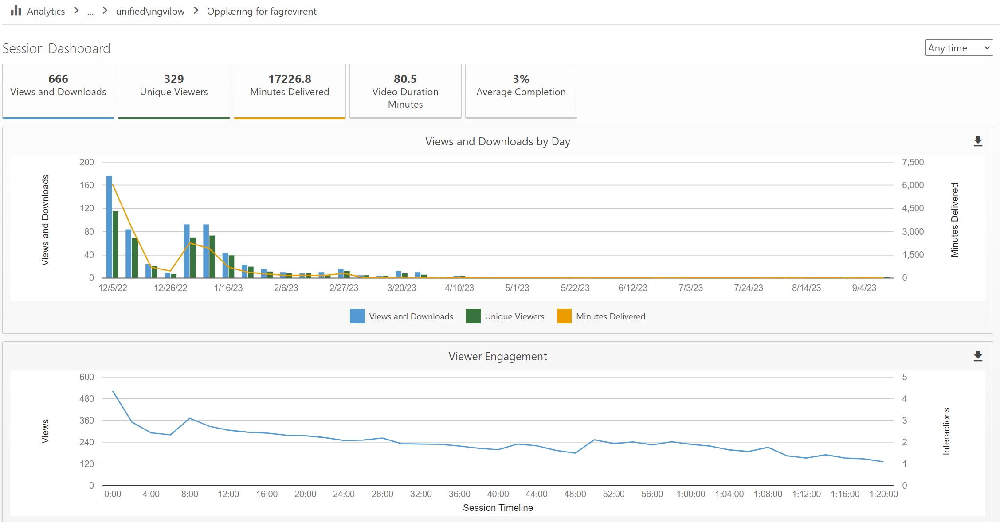 Analytics > ... > unified\ingvilow > Opplæring for fagrevirent
Session Dashboard
Any time
666
Views and Downloads
329
Unique Viewers
17226.8
Minutes Delivered
80.5
Video Duration
Minutes
3%
Average Completion
Views and Downloads by Day
Views and Downloads
200
160
120
80
40
0
7,500
6,000
4,500
3,000
1,500
0
Minutes Delivered
12/5/22 12/26/22 1/16/23 2/6/23 2/27/23 3/20/23 4/10/23 5/1/23 5/22/23 6/12/23 7/3/23 7/24/23 8/14/23 9/4/23
Views and Downloads Unique Viewers Minutes Delivered
Viewer Engagement
Views
600
480
360
240
120
0
5
4
3
2
1
0
Interactions
0:00 4:00 8:00 12:00 16:00 20:00 24:00 28:00 32:00 36:00 40:00 44:00 48:00 52:00 56:00 1:00:00 1:04:00 1:08:00 1:12:00 1:16:00 1:20:00
Session Timeline